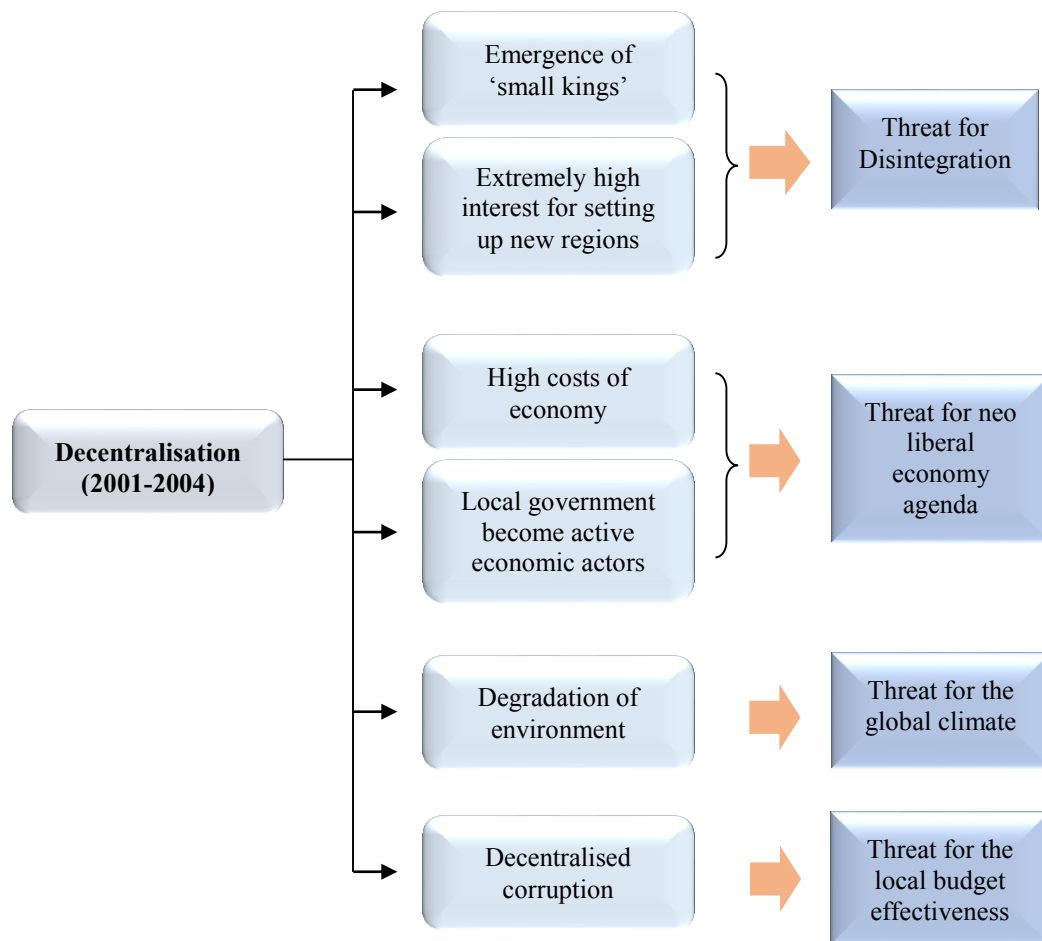 Emergence of
‘small kings’
Threat for
Disintegration
Extremely high
interest for setting
up new regions
High costs of
economy
Threat for neo
liberal
economy
agenda
Decentralisation
(2001-2004)
Local government
become active
economic actors
Degradation of
environment
Threat for the
global climate
Decentralised
corruption
Threat for the
local budget
effectiveness